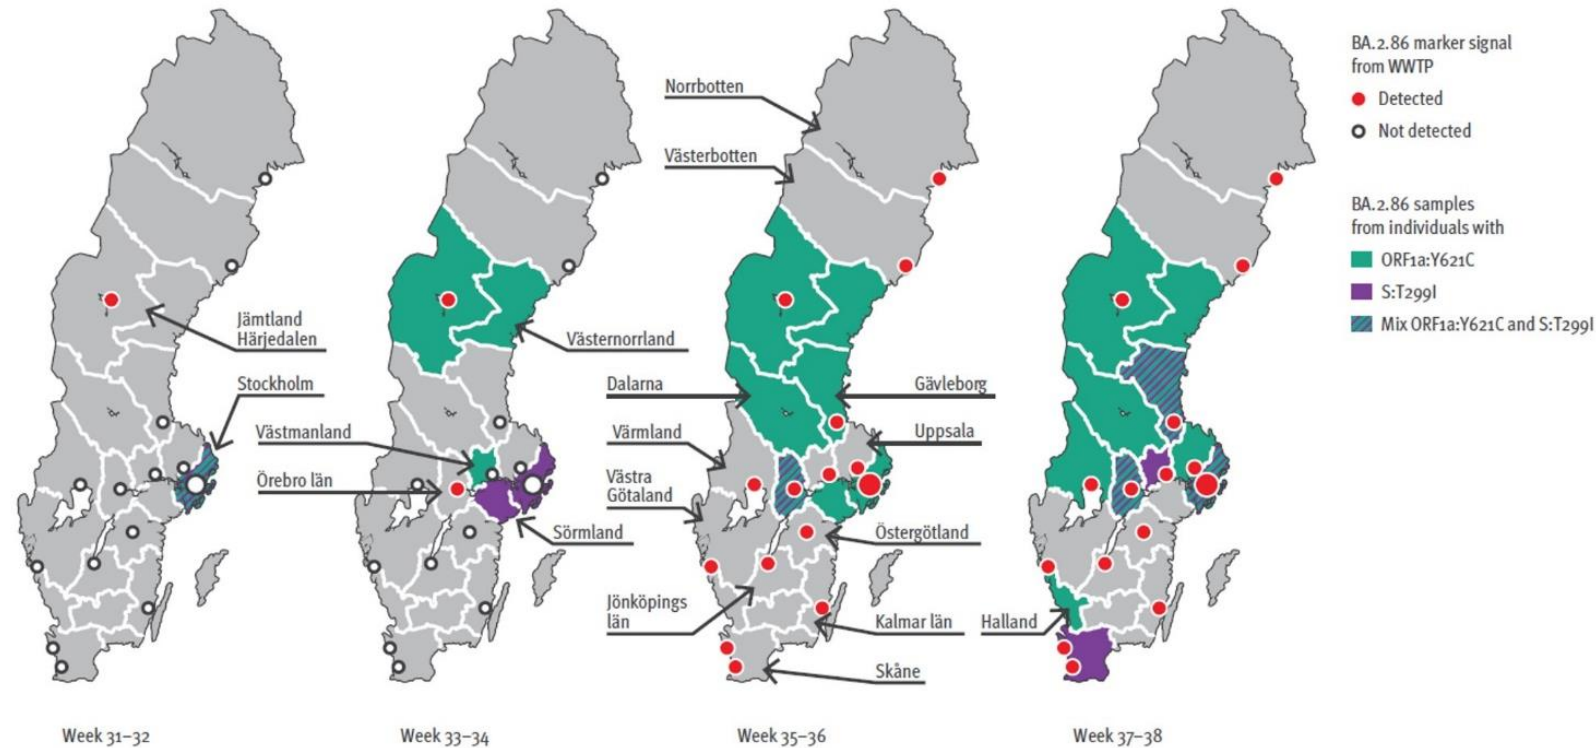 BA.2.86 marker signal
from WWTP
Detected
Not detected
BA.2.86 samples
from individuals with
ORF1a:Y621C
S:T299I
Mix ORF1a:Y621C and S:T299I
Norrbotten
Västerbotten
Jämtland
Härjedalen
Västernorrland
Stockholm
Dalarna
Gävleborg
Västmanland
Värmland
Uppsala
Örebro län
Västra
Götaland
Sörmland
Östergötland
Jönköpings
län
Kalmar län
Halland
Skåne
Week 31–32
Week 33–34
Week 35–36
Week 37–38